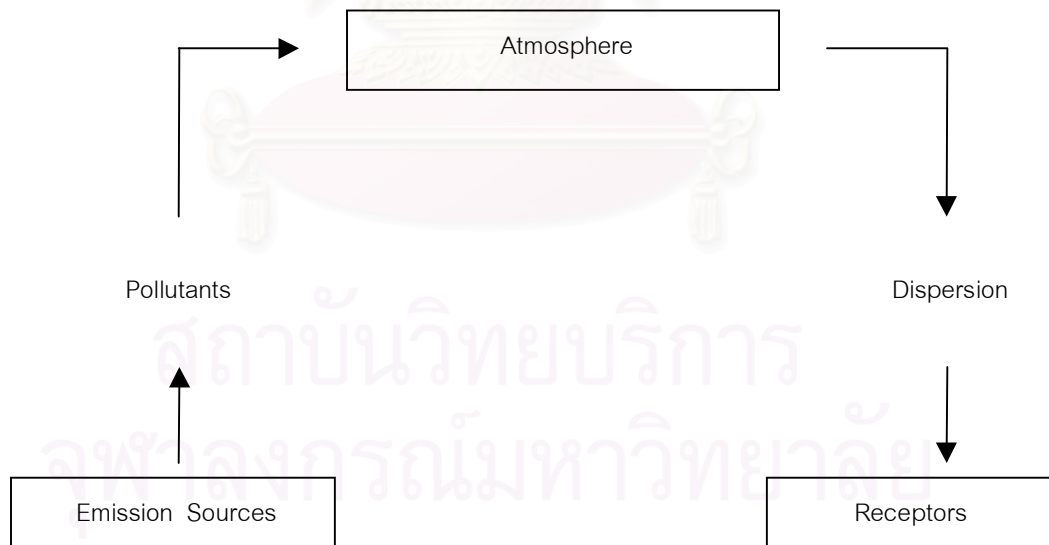 Atmosphere
Pollutants
Dispersion
สถาบันวิทยบริการ
จุฬาลงกรณ์มหาวิทยาลัย
Emission Sources
Receptors